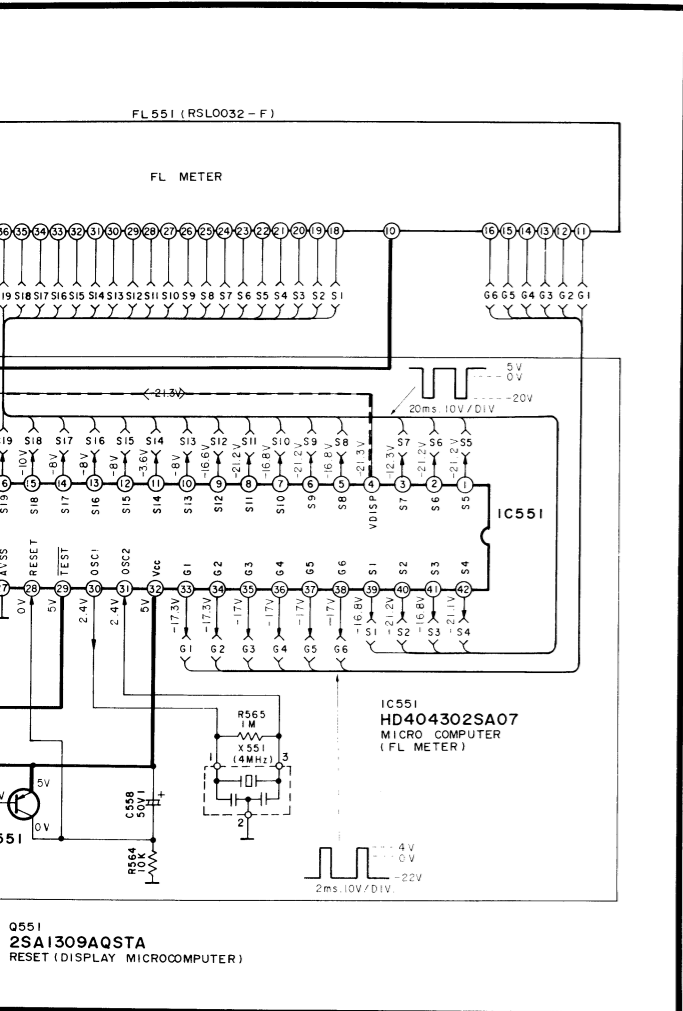 FL551 (RSL0032-F)
FL METER
36 35 34 33 32 31 30 29 28 27 26 25 24 23 22 21 20 19 18 10 16 15 14 13 12 11
19 S18 S17 S16 S15 S14 S13 S12 S11 S10 S9 S8 S7 S6 S5 S4 S3 S2 S1 G6 G5 G4 G3 G2 G1
-21.3V
5V
0V
-20V
20ms.10V/DIV
S19 S18 S17 S16 S15 S14 S13 S12 S11 S10 S9 S8 S7 S6 S5
-10V -8V -8V -8V -3.6V -8V -16.6V -21.2V -16.8V -21.2V -16.8V -21.3V -12.3V -21.2V -21.2V
16 15 14 13 12 11 10 9 8 7 6 5 4 3 2 1
S19 S18 S17 S16 S15 S14 S13 S12 S11 S10 S9 S8 VDISP S7 S6 S5
IC551
AVSS RESET TEST OSC1 OSC2 Vcc G1 G2 G3 G4 G5 G6 S1 S2 S3 S4
27 28 29 30 31 32 33 34 35 36 37 38 39 40 41 42
0V 5V 2.4V 2.4V 5V -17.3V -17.3V -17V -17V -17V -17V -16.8V -21.2V -16.8V -21.1V
G1 G2 G3 G4 G5 G6 S1 S2 S3 S4
IC551
HD404302SA07
MICRO COMPUTER
(FL METER)
R565
1M
X551
(4MHz)
1 3
2
5V
0V
V
551
C558
50V1
+
R564
10K
4V
0V
-22V
2ms.10V/DIV.
Q551
2SA1309AQSTA
RESET (DISPLAY MICROCOMPUTER)